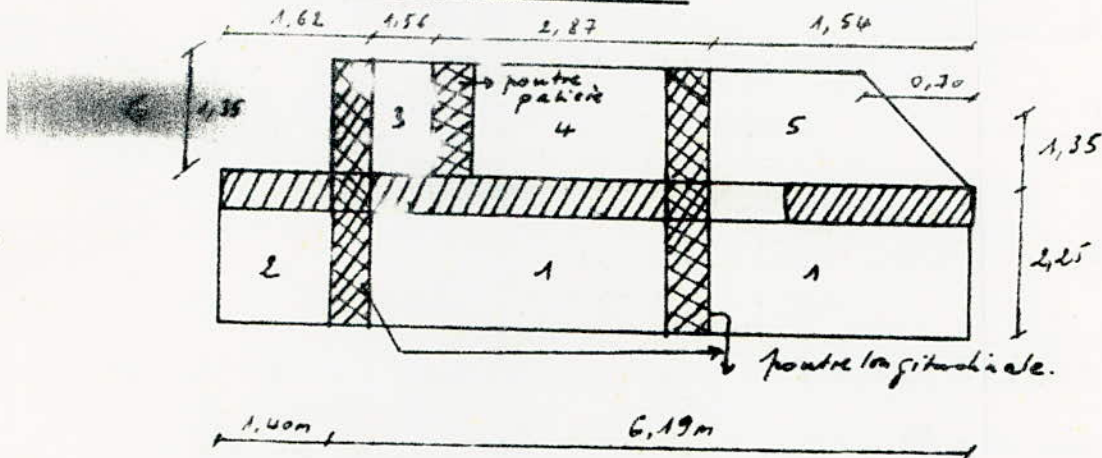 1,62 1,56 2,87 1,54
poutre
palière
0,70
1,35
3
4
5
1,35
2
1
1
2,25
poutre longitudinale.
1,40m 6,19m